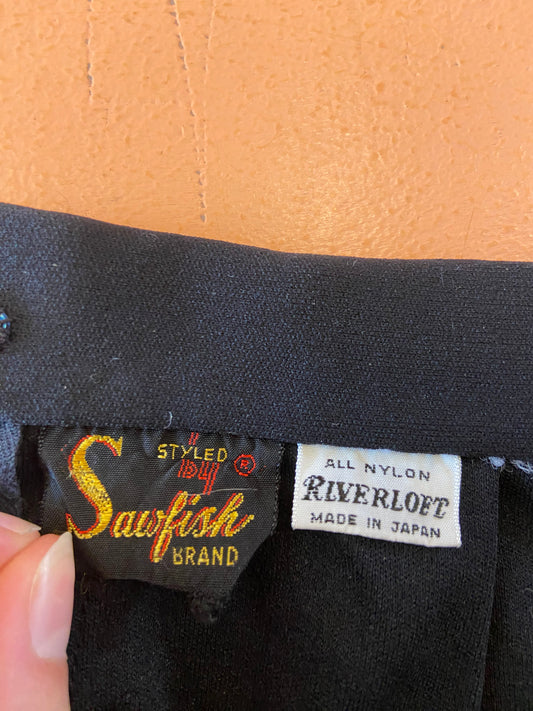 STYLED
by ®
Sawfish
BRAND
ALL NYLON
RIVERLOFT
MADE IN JAPAN